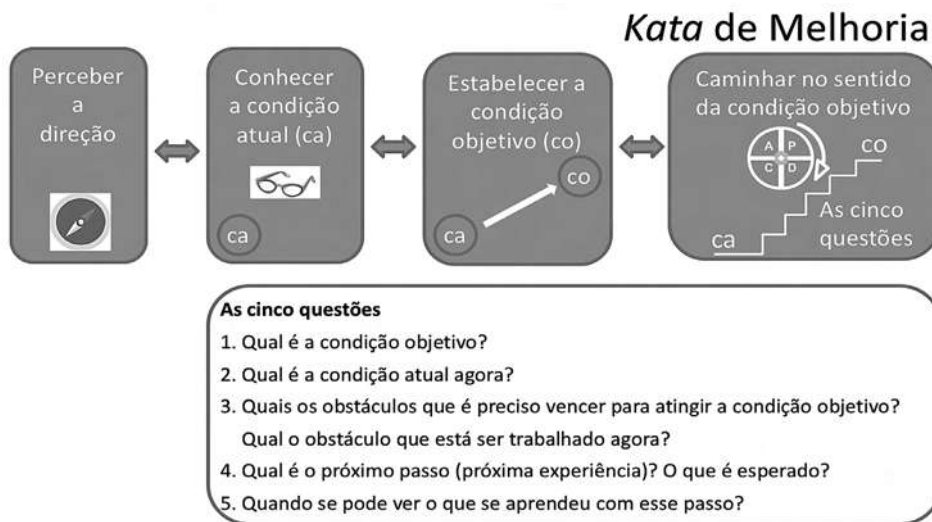 Kata de Melhoria
Perceber
a
direção
Conhecer
a condição
atual (ca)
ca
Estabelecer a
condição
objetivo (co)
co
ca
Caminhar no sentido
da condição objetivo
A P
C D
co
ca
As cinco
questões
As cinco questões
1. Qual é a condição objetivo?
2. Qual é a condição atual agora?
3. Quais os obstáculos que é preciso vencer para atingir a condição objetivo?
Qual o obstáculo que está ser trabalhado agora?
4. Qual é o próximo passo (próxima experiência)? O que é esperado?
5. Quando se pode ver o que se aprendeu com esse passo?